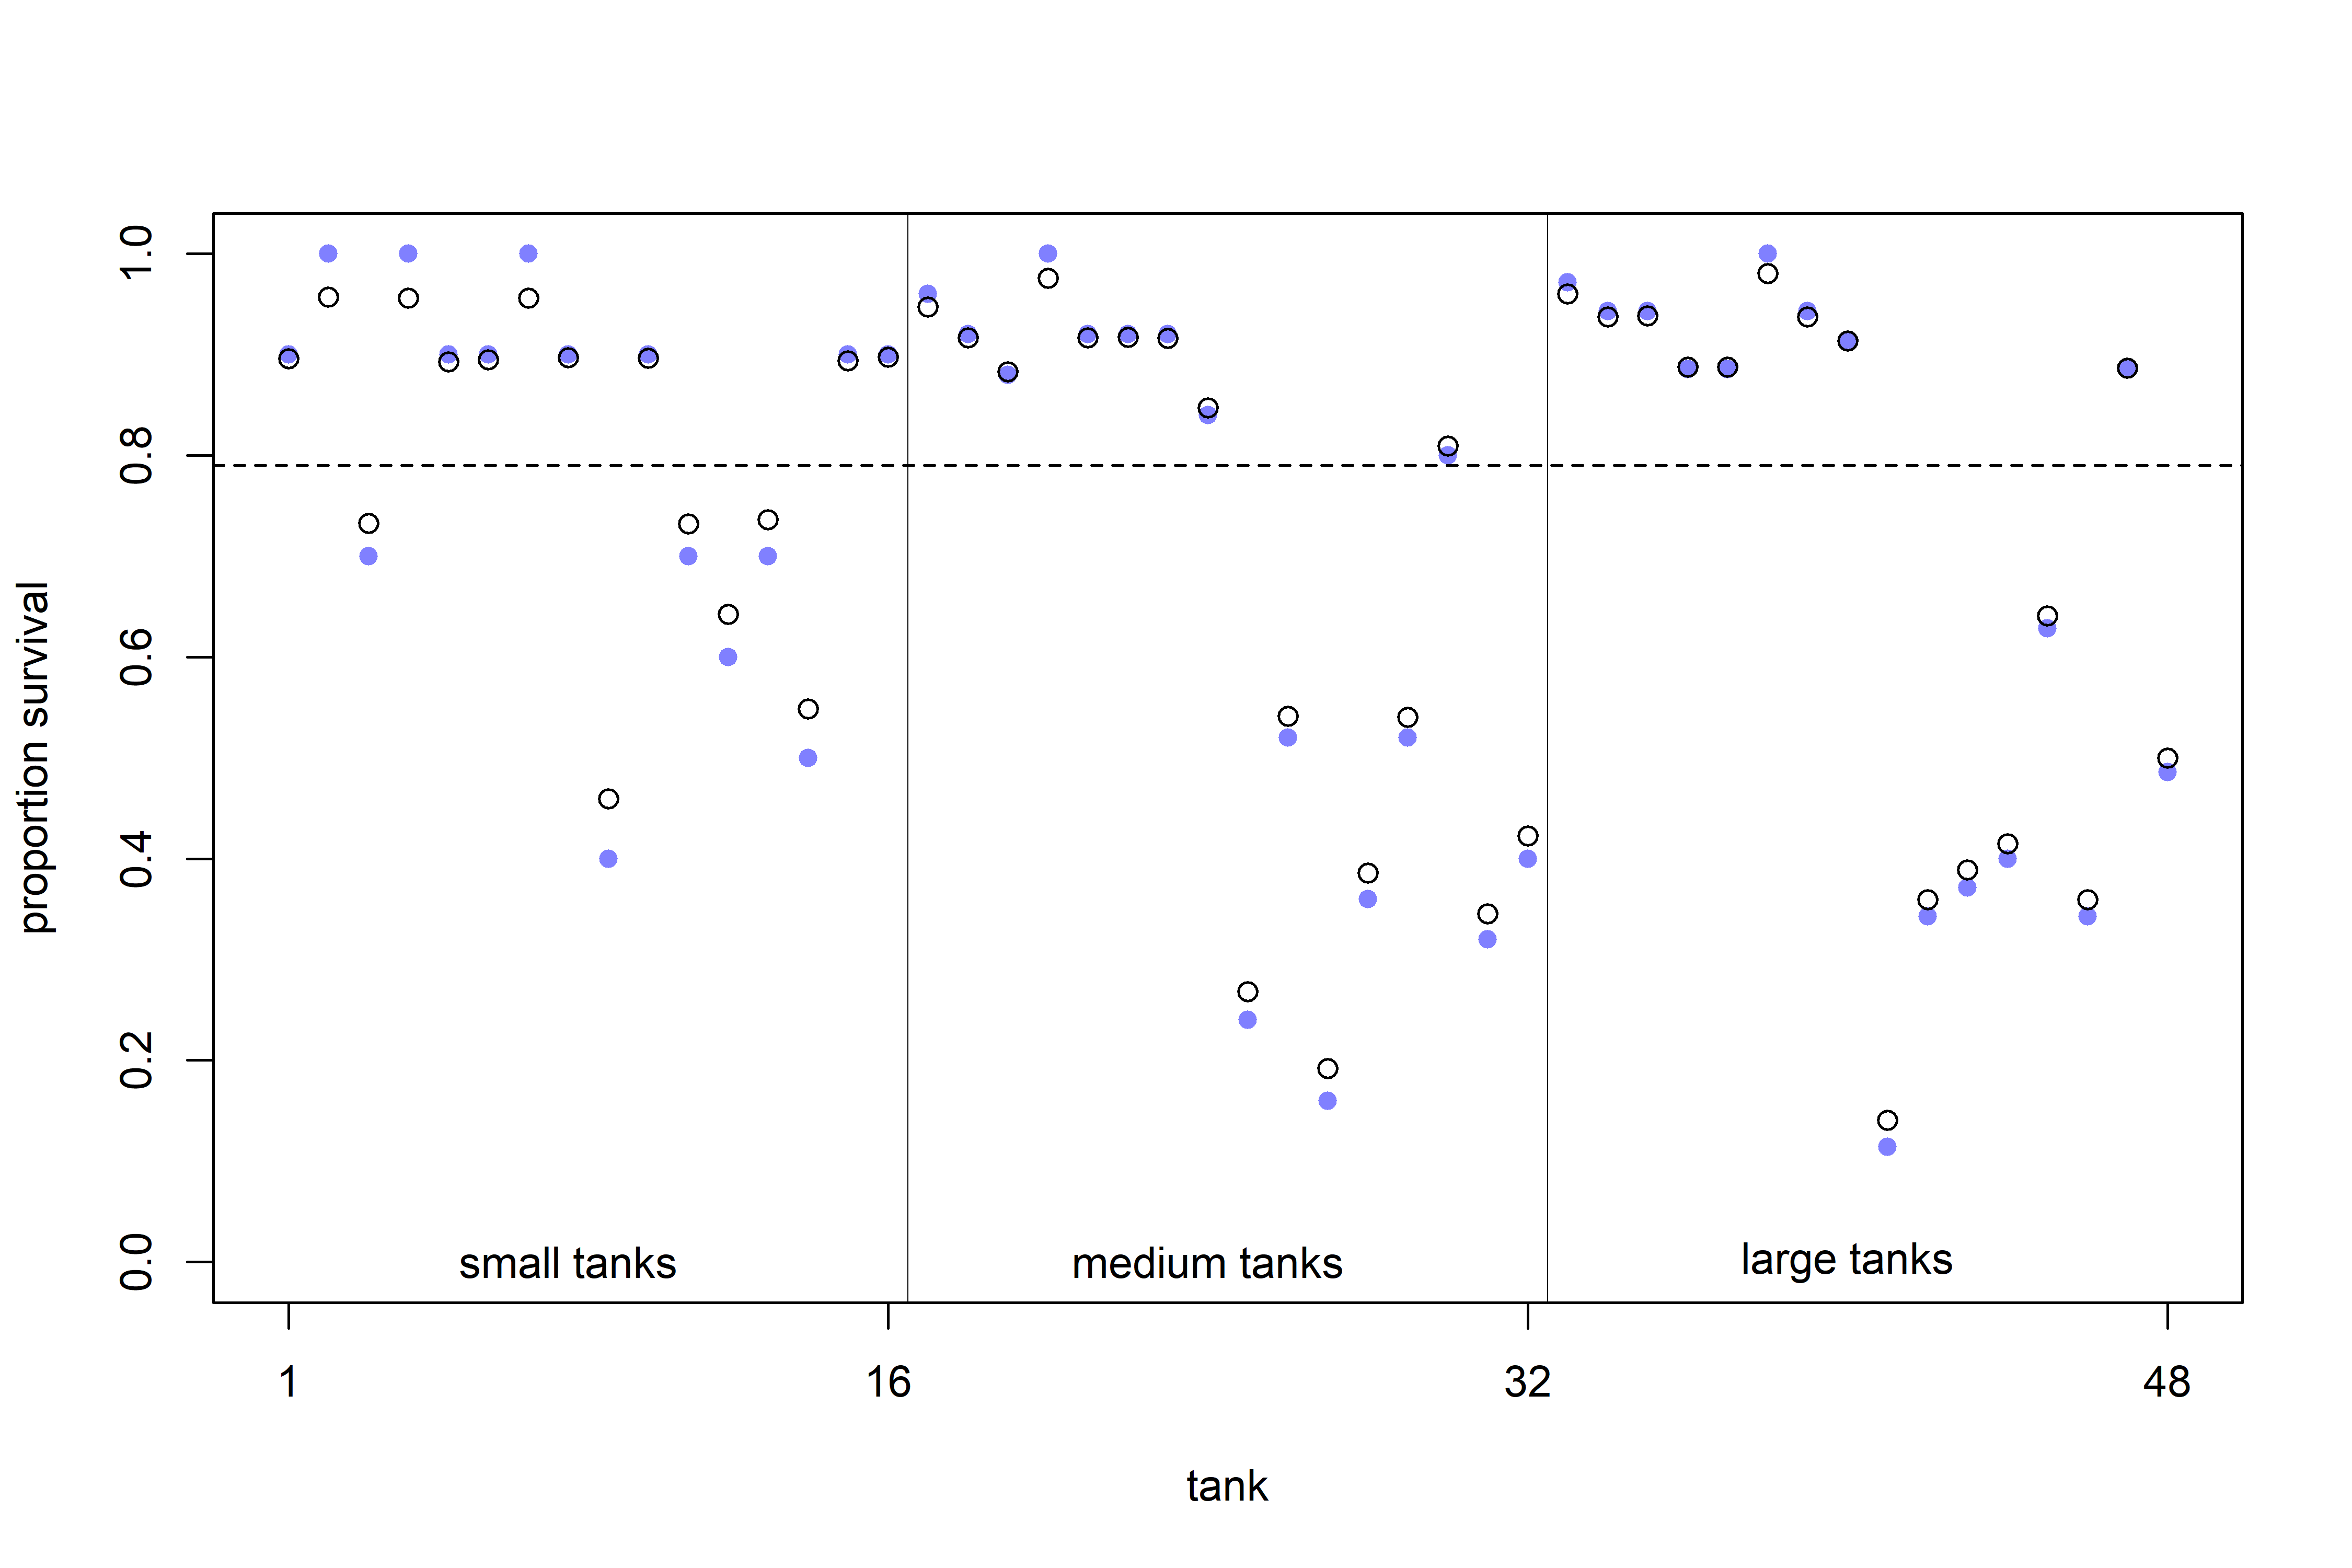 proportion survival
1.0
0.8
0.6
0.4
0.2
0.0
small tanks
medium tanks
large tanks
1
16
32
48
tank